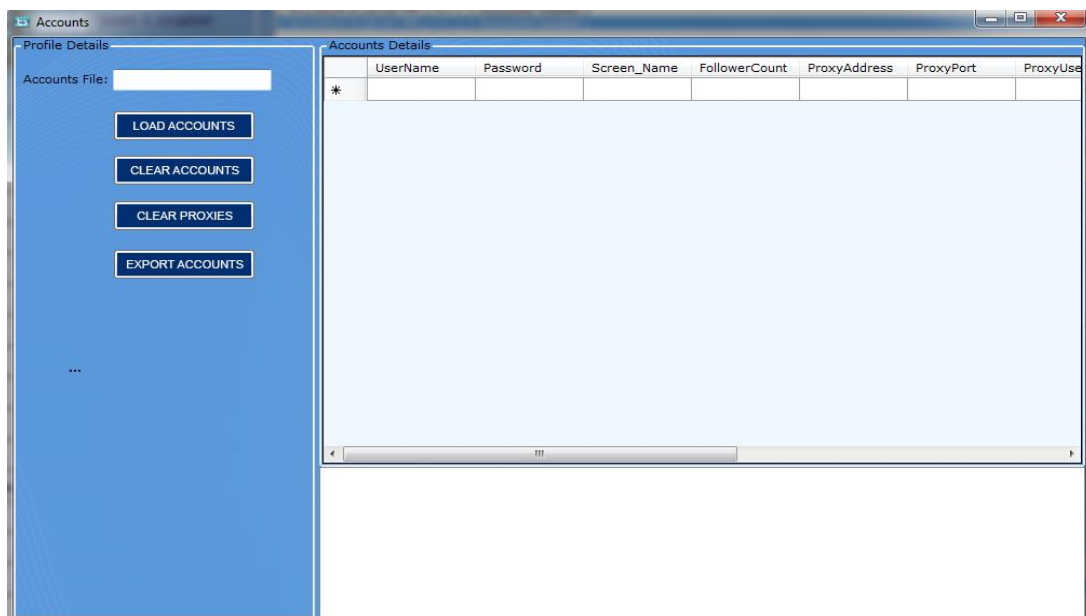 Accounts
Profile Details
Accounts File:
LOAD ACCOUNTS
CLEAR ACCOUNTS
CLEAR PROXIES
EXPORT ACCOUNTS
...
Accounts Details
UserName Password Screen_Name FollowerCount ProxyAddress ProxyPort ProxyUse
*